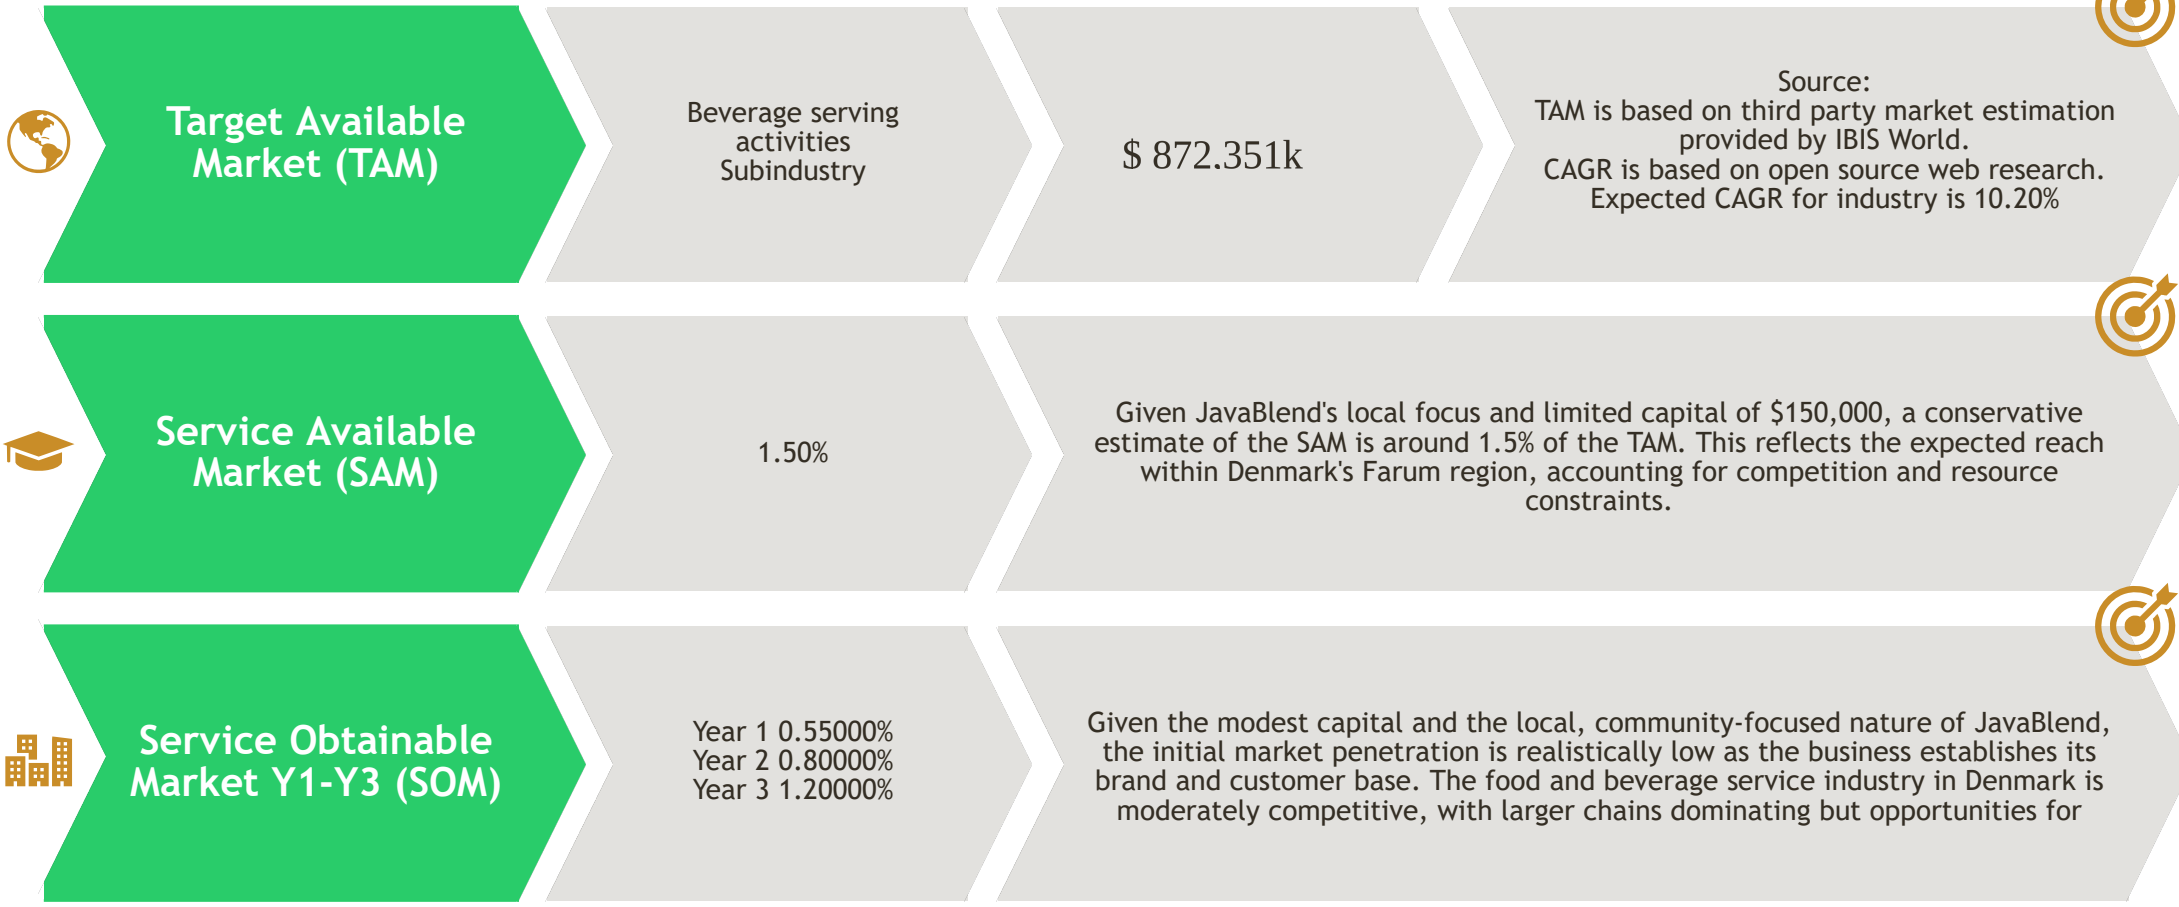 Target Available
Market (TAM)
Beverage serving
activities
Subindustry
$ 872.351k
Source:
TAM is based on third party market estimation
provided by IBIS World.
CAGR is based on open source web research.
Expected CAGR for industry is 10.20%
Service Available
Market (SAM)
1.50%
Given JavaBlend's local focus and limited capital of $150,000, a conservative
estimate of the SAM is around 1.5% of the TAM. This reflects the expected reach
within Denmark's Farum region, accounting for competition and resource
constraints.
Service Obtainable
Market Y1-Y3 (SOM)
Year 1 0.55000%
Year 2 0.80000%
Year 3 1.20000%
Given the modest capital and the local, community-focused nature of JavaBlend,
the initial market penetration is realistically low as the business establishes its
brand and customer base. The food and beverage service industry in Denmark is
moderately competitive, with larger chains dominating but opportunities for